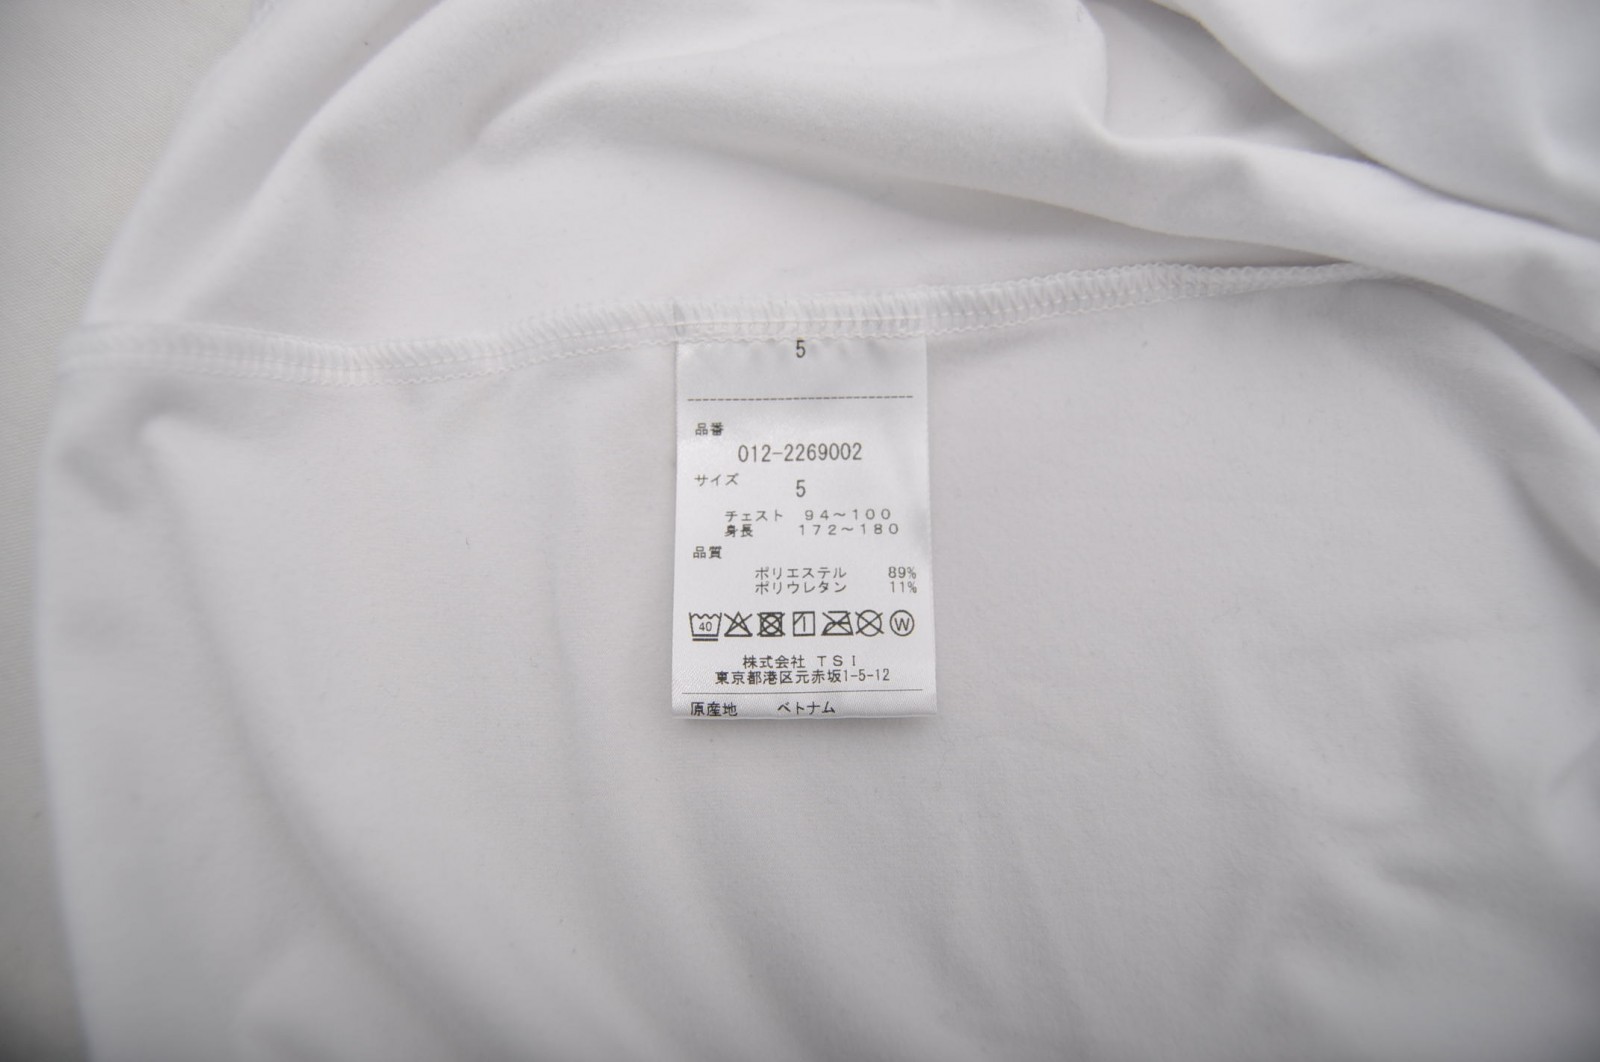 5
品番
012-2269002
サイズ
5
チェスト 94～100
身長 172～180
品質
ポリエステル 89%
ポリウレタン 11%
40 W
株式会社 TSI
東京都港区元赤坂1-5-12
原産地 ベトナム